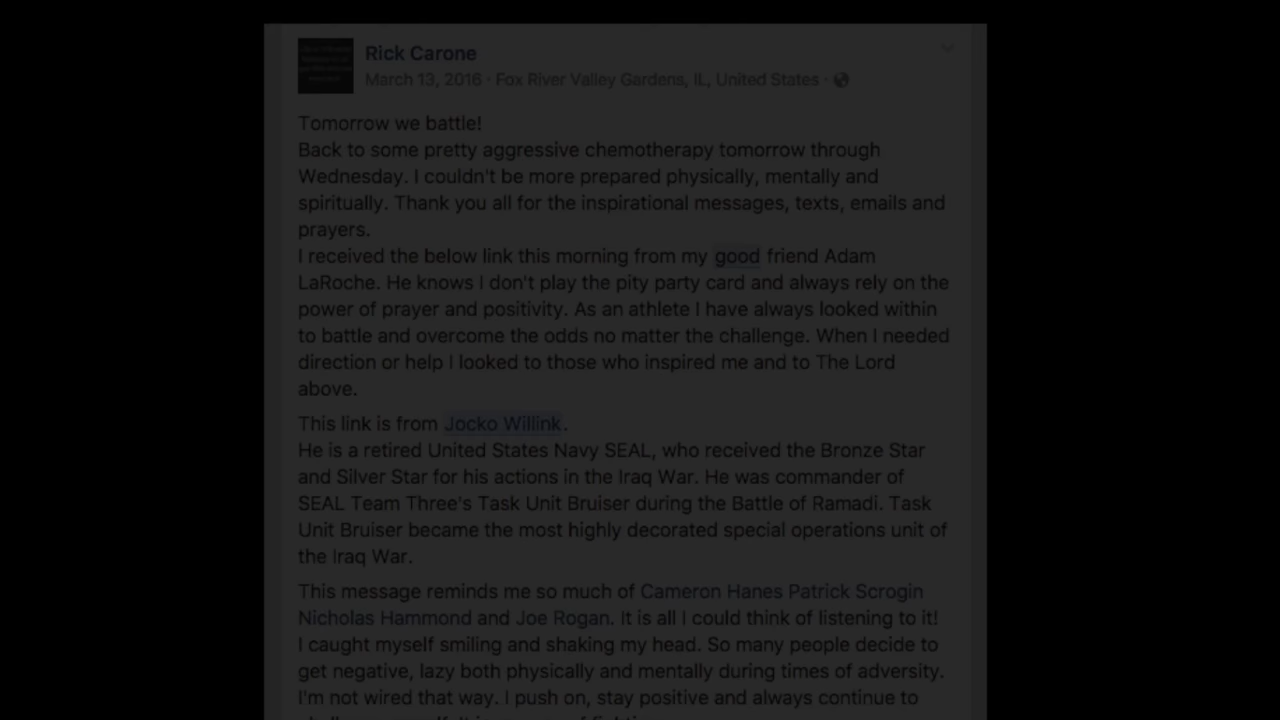 Rick Carone
March 13, 2016 · Fox River Valley Gardens, IL, United States ·
Tomorrow we battle!
Back to some pretty aggressive chemotherapy tomorrow through
Wednesday. I couldn't be more prepared physically, mentally and
spiritually. Thank you all for the inspirational messages, texts, emails and
prayers.
I received the below link this morning from my good friend Adam
LaRoche. He knows I don't play the pity party card and always rely on the
power of prayer and positivity. As an athlete I have always looked within
to battle and overcome the odds no matter the challenge. When I needed
direction or help I looked to those who inspired me and to The Lord
above.
This link is from Jocko Willink.
He is a retired United States Navy SEAL, who received the Bronze Star
and Silver Star for his actions in the Iraq War. He was commander of
SEAL Team Three's Task Unit Bruiser during the Battle of Ramadi. Task
Unit Bruiser became the most highly decorated special operations unit of
the Iraq War.
This message reminds me so much of Cameron Hanes Patrick Scrogin
Nicholas Hammond and Joe Rogan. It is all I could think of listening to it!
I caught myself smiling and shaking my head. So many people decide to
get negative, lazy both physically and mentally during times of adversity.
I'm not wired that way. I push on, stay positive and always continue to